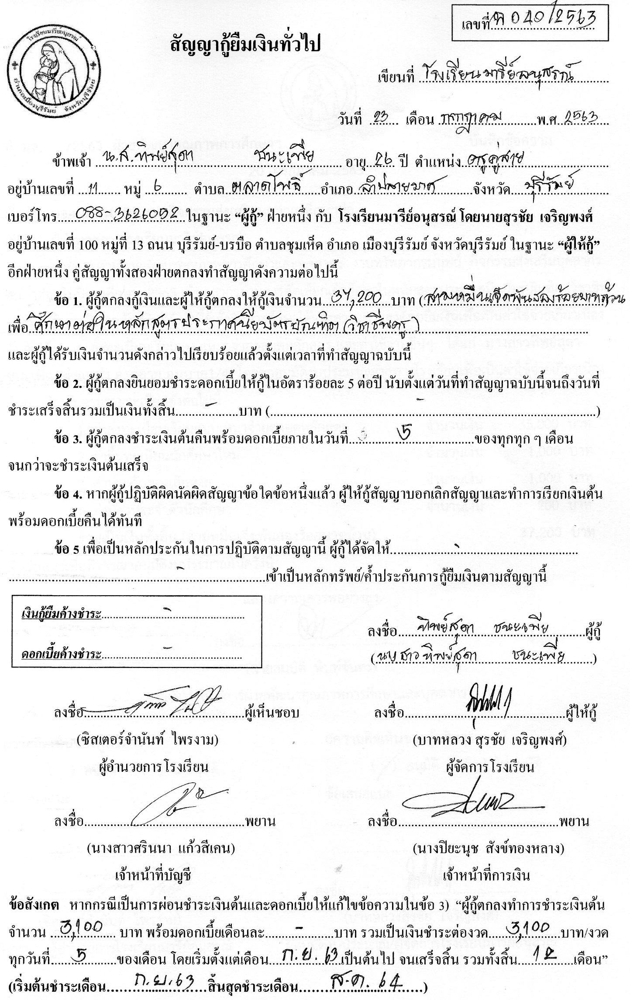 เลขที่ 040/2563
โรงเรียนมารีย์อนุสรณ์
อำเภอเมืองบุรีรัมย์ จังหวัดบุรีรัมย์
สัญญากู้ยืมเงินทั่วไป
เขียนที่ โรงเรียนมารีย์อนุสรณ์
วันที่ 23 เดือน กรกฎาคม พ.ศ. 2563
ข้าพเจ้า น.ส.ทิพย์สุดา ชนะเพีย อายุ 26 ปี ตำแหน่ง ครูคู่สาย
อยู่บ้านเลขที่ 11 หมู่ 6 ตำบล ตลาดโพธิ์ อำเภอ ลำปลายมาศ จังหวัด บุรีรัมย์
เบอร์โทร 088-3626052 ในฐานะ “ผู้กู้” ฝ่ายหนึ่ง กับ โรงเรียนมารีย์อนุสรณ์ โดยนายสุรชัย เจริญพงศ์
อยู่บ้านเลขที่ 100 หมู่ที่ 13 ถนน บุรีรัมย์-บรบือ ตำบลชุมเห็ด อำเภอ เมืองบุรีรัมย์ จังหวัดบุรีรัมย์ ในฐานะ “ผู้ให้กู้”
อีกฝ่ายหนึ่ง คู่สัญญาทั้งสองฝ่ายตกลงทำสัญญาดังความต่อไปนี้
ข้อ 1. ผู้กู้ตกลงกู้เงินและผู้ให้กู้ตกลงให้กู้เงินจำนวน 37,200 บาท (สามหมื่นเจ็ดพันสองร้อยบาทถ้วน
เพื่อ ศึกษาต่อในหลักสูตรประกาศนียบัตรบัณฑิต (วิชาชีพครู)
และผู้กู้ได้รับเงินจำนวนดังกล่าวไปเรียบร้อยแล้วตั้งแต่เวลาที่ทำสัญญาฉบับนี้
ข้อ 2. ผู้กู้ตกลงยินยอมชำระดอกเบี้ยให้กู้ในอัตราร้อยละ 5 ต่อปี นับตั้งแต่วันที่ทำสัญญาฉบับนี้จนถึงวันที่
ชำระเสร็จสิ้นรวมเป็นเงินทั้งสิ้น - บาท ( - )
ข้อ 3. ผู้กู้ตกลงชำระเงินต้นคืนพร้อมดอกเบี้ยภายในวันที่ 5 ของทุกทุก ๆ เดือน
จนกว่าจะชำระเงินต้นเสร็จ
ข้อ 4. หากผู้กู้ปฏิบัติผิดนัดผิดสัญญาข้อใดข้อหนึ่งแล้ว ผู้ให้กู้สัญญาบอกเลิกสัญญาและทำการเรียกเงินต้น
พร้อมดอกเบี้ยคืนได้ทันที
ข้อ 5 เพื่อเป็นหลักประกันในการปฏิบัติตามสัญญานี้ ผู้กู้ได้จัดให้ -
- เข้าเป็นหลักทรัพย์/ค้ำประกันการกู้ยืมเงินตามสัญญานี้
เงินกู้ยืมค้างชำระ -
ดอกเบี้ยค้างชำระ -
ลงชื่อ ทิพย์สุดา ชนะเพีย ผู้กู้
(นางสาวทิพย์สุดา ชนะเพีย)
ลงชื่อ ผู้เห็นชอบ ลงชื่อ ผู้ให้กู้
(ซิสเตอร์จำนันท์ ไพรงาม) (บาทหลวง สุรชัย เจริญพงศ์)
ผู้อำนวยการโรงเรียน ผู้จัดการโรงเรียน
ลงชื่อ พยาน ลงชื่อ พยาน
(นางสาวศรินนา แก้วสีเคน) (นางปิยะนุช สังข์ทองหลาง)
เจ้าหน้าที่บัญชี เจ้าหน้าที่การเงิน
ข้อสังเกต หากกรณีเป็นการผ่อนชำระเงินต้นและดอกเบี้ยให้แก้ไขข้อความในข้อ 3) “ผู้กู้ตกลงทำการชำระเงินต้น
จำนวน 3,100 บาท พร้อมดอกเบี้ยเดือนละ - บาท รวมเป็นเงินชำระต่องวด 3,100 บาท/งวด
ทุกวันที่ 5 ของเดือน โดยเริ่มตั้งแต่เดือน ก.ย. 63 เป็นต้นไป จนเสร็จสิ้น รวมทั้งสิ้น 12 เดือน”
(เริ่มต้นชำระเดือน ก.ย.63 สิ้นสุดชำระเดือน ส.ค. 64)